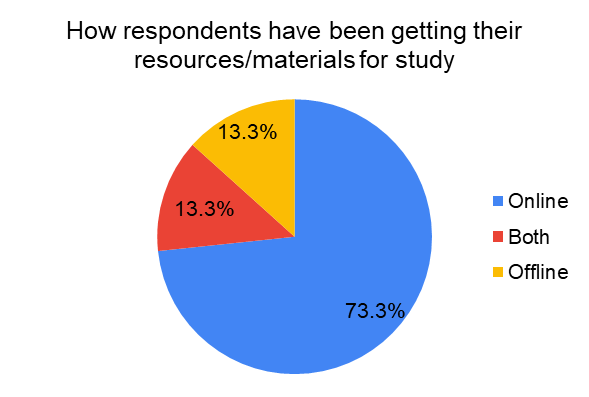 How respondents have been getting their
resources/materials for study
13.3%
13.3%
73.3%
Online
Both
Offline